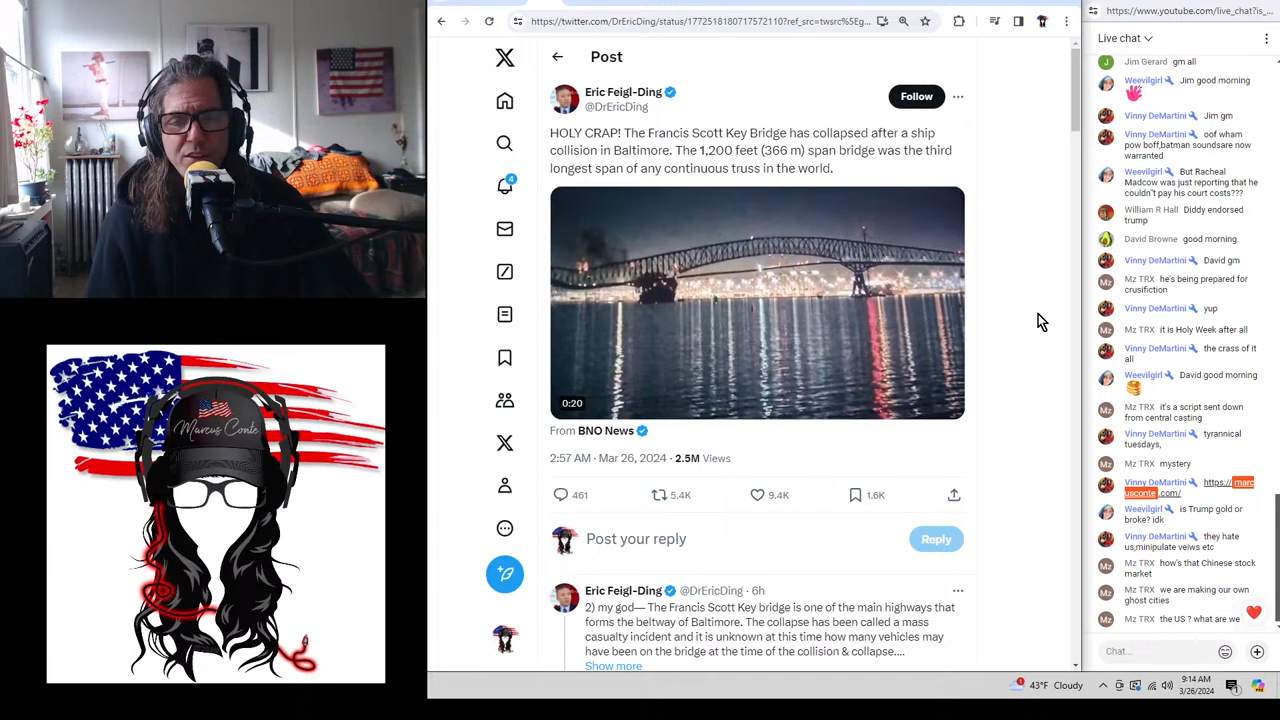 https://twitter.com/DrEricDing/status/1772518180717572110?ref_src=twsrc%5Eg...
Post
Eric Feigl-Ding
@DrEricDing
Follow
HOLY CRAP! The Francis Scott Key Bridge has collapsed after a ship
collision in Baltimore. The 1,200 feet (366 m) span bridge was the third
longest span of any continuous truss in the world.
0:20
From BNO News
2:57 AM · Mar 26, 2024 · 2.5M Views
461
5.4K
9.4K
1.6K
Post your reply
Reply
Eric Feigl-Ding @DrEricDing · 6h
2) my god— The Francis Scott Key bridge is one of the main highways that
forms the beltway of Baltimore. The collapse has been called a mass
casualty incident and it is unknown at this time how many vehicles may
have been on the bridge at the time of the collision & collapse....
Show more
4
Marcus Conte
https://www.youtube.com/live_chat?is_...
Live chat
J
Jim Gerard gm all
Weevilgirl Jim good morning
Vinny DeMartini Jim gm
Vinny DeMartini oof wham
pow boff,batman soundsare now
warranted
Weevilgirl But Racheal
Madcow was just reporting that he
couldn"t pay his court costs???
William R Hall Diddy endorsed
trump
David Browne good morning.
Vinny DeMartini David gm
Mz
Mz TRX he's being prepared for
crusifiction
Vinny DeMartini yup
Mz
Mz TRX it is Holy Week after all
Vinny DeMartini the crass of it
all
Weevilgirl David good morning
Mz
Mz TRX it's a script sent down
from central casting
Vinny DeMartini tyrannical
tuesdays,
Mz
Mz TRX mystery
Vinny DeMartini https://marc
usconte.com/
Weevilgirl is Trump gold or
broke? idk
Vinny DeMartini they hate
us,minipulate veiws etc
Mz
Mz TRX how's that Chinese stock
market
Mz
Mz TRX we are making our own
ghost cities
Mz
Mz TRX the US ? what are we
Chat...
43°F Cloudy
9:14 AM
3/26/2024